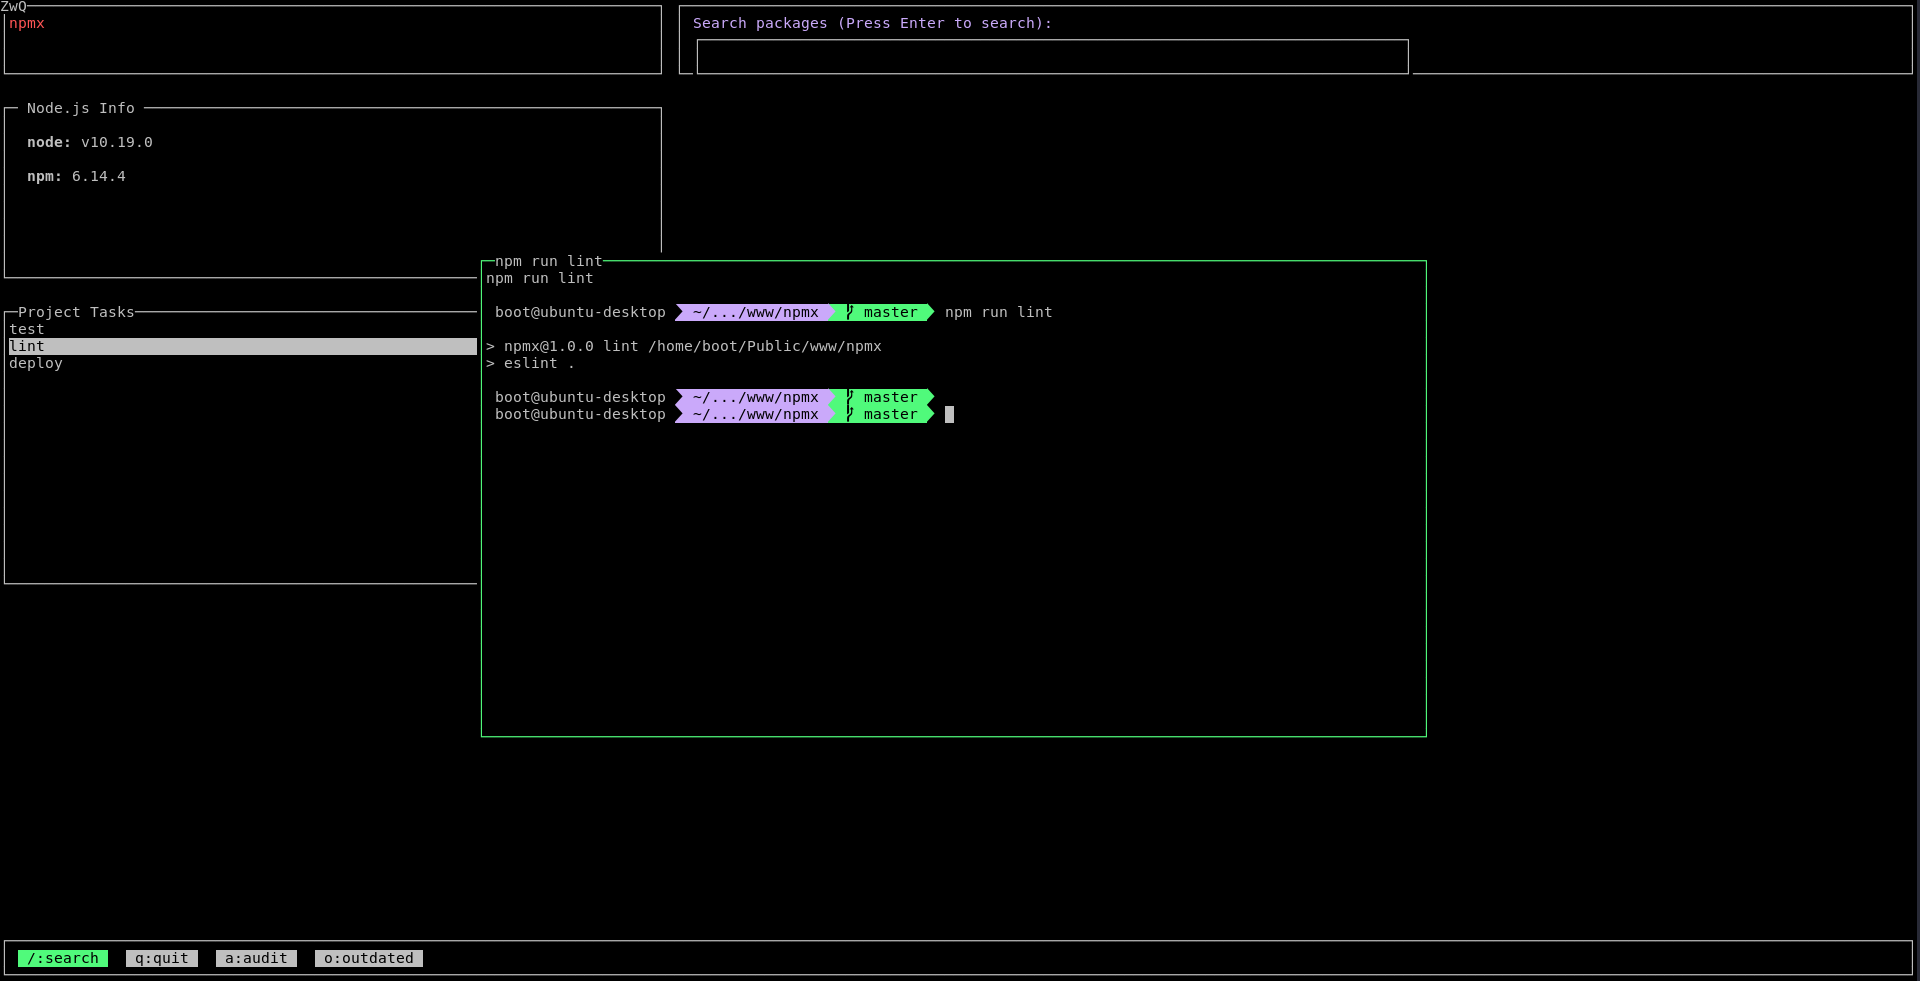 ZwQ
npmx
Search packages (Press Enter to search):
Node.js Info
node: v10.19.0
npm: 6.14.4
Project Tasks
test
lint
deploy
npm run lint
npm run lint
boot@ubuntu-desktop ~/.../www/npmx master npm run lint
> npmx@1.0.0 lint /home/boot/Public/www/npmx
> eslint .
boot@ubuntu-desktop ~/.../www/npmx master
boot@ubuntu-desktop ~/.../www/npmx master
/:search q:quit a:audit o:outdated